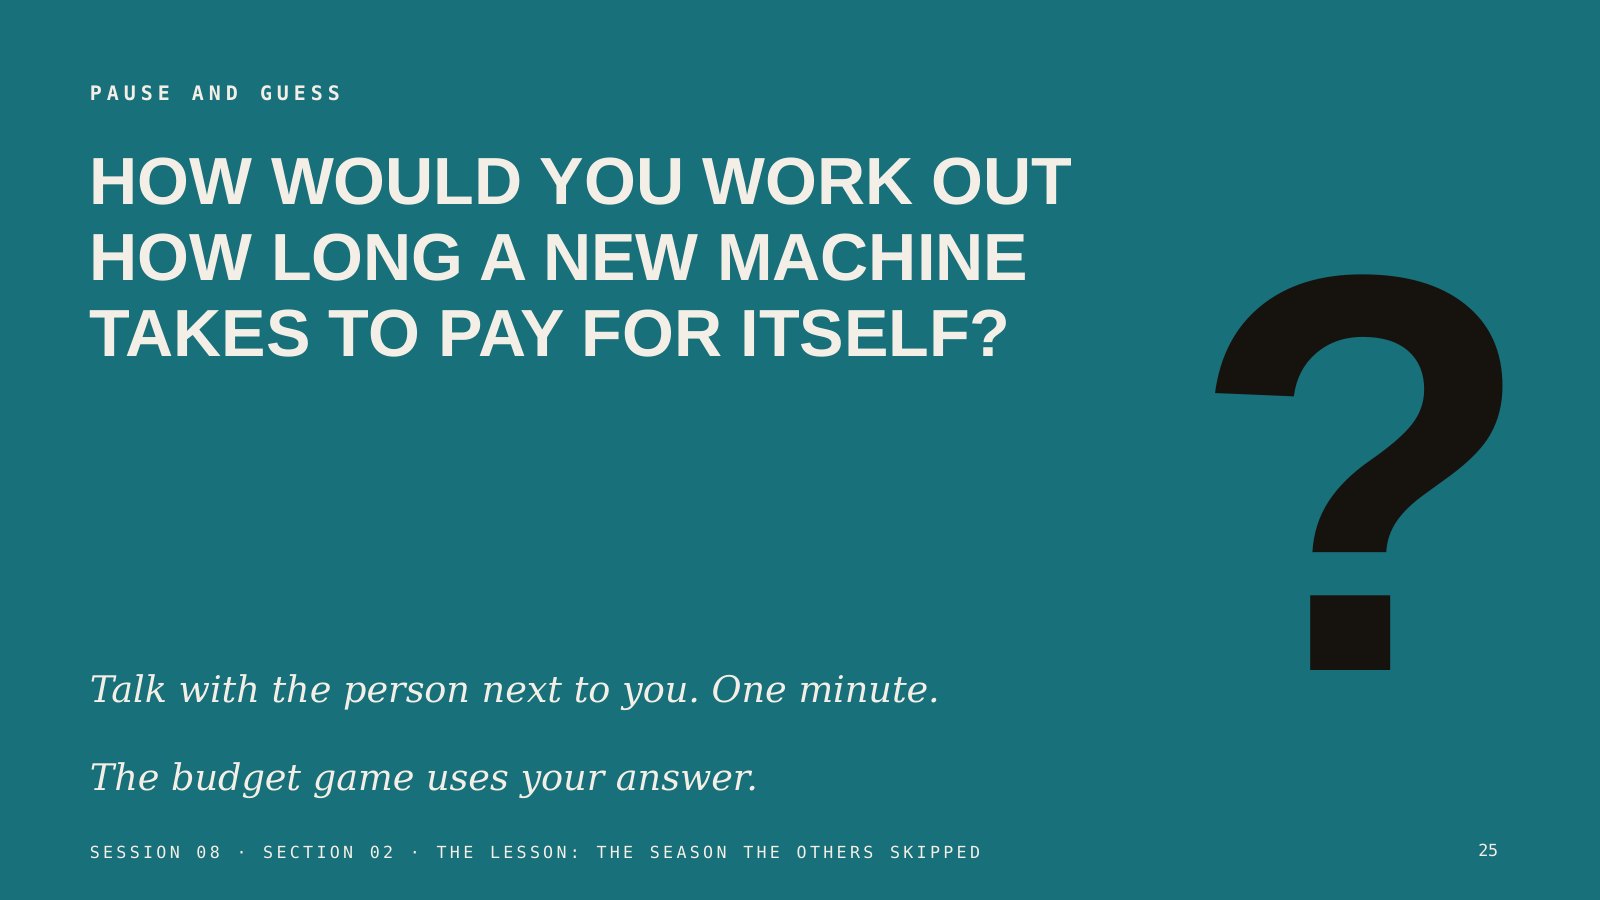 PAUSE AND GUESS
HOW WOULD YOU WORK OUT
HOW LONG A NEW MACHINE
TAKES TO PAY FOR ITSELF?
?
Talk with the person next to you. One minute.
The budget game uses your answer.
SESSION 08 · SECTION 02 · THE LESSON: THE SEASON THE OTHERS SKIPPED
25